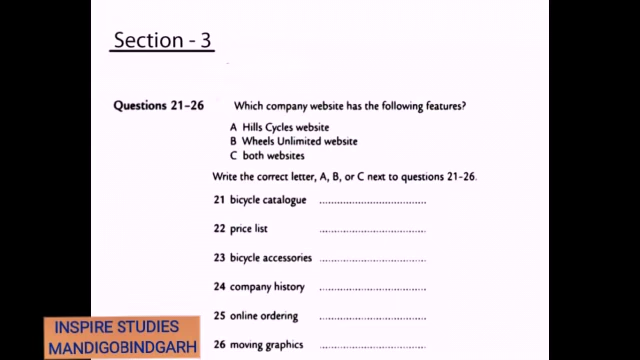 Section - 3
Questions 21-26 Which company website has the following features?
A Hills Cycles website
B Wheels Unlimited website
C both websites
Write the correct letter, A, B, or C next to questions 21-26.
21 bicycle catalogue ................................
22 price list ................................
23 bicycle accessories ................................
24 company history ................................
25 online ordering ................................
26 moving graphics ................................
INSPIRE STUDIES
MANDIGOBINDGARH